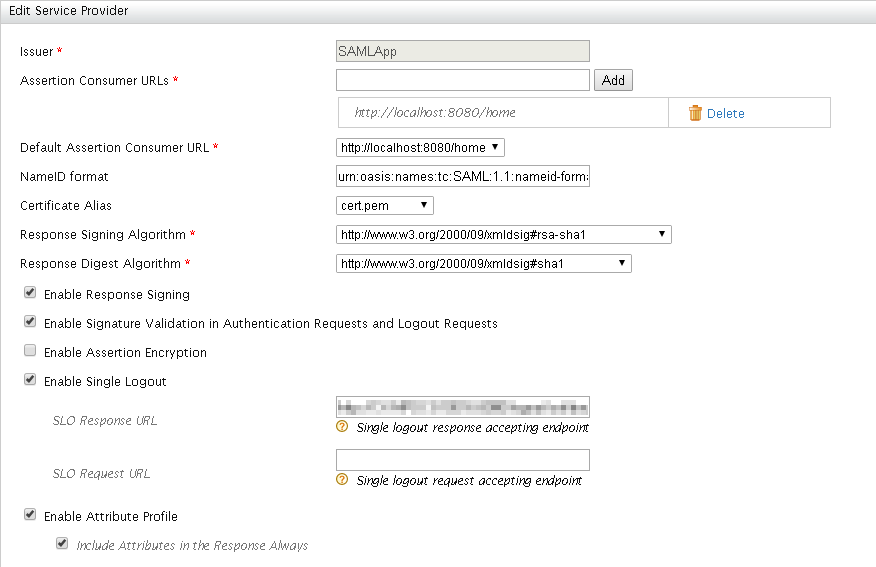 Edit Service Provider
Issuer *
SAMLApp
Assertion Consumer URLs *
Add
http://localhost:8080/home
Delete
Default Assertion Consumer URL *
http://localhost:8080/home
NameID format
urn:oasis:names:tc:SAML:1.1:nameid-form
Certificate Alias
cert.pem
Response Signing Algorithm *
http://www.w3.org/2000/09/xmldsig#rsa-sha1
Response Digest Algorithm *
http://www.w3.org/2000/09/xmldsig#sha1
Enable Response Signing
Enable Signature Validation in Authentication Requests and Logout Requests
Enable Assertion Encryption
Enable Single Logout
SLO Response URL
Single logout response accepting endpoint
SLO Request URL
Single logout request accepting endpoint
Enable Attribute Profile
Include Attributes in the Response Always